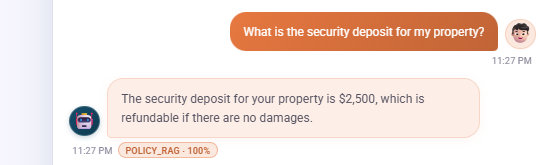 What is the security deposit for my property?
11:27 PM
The security deposit for your property is $2,500, which is
refundable if there are no damages.
11:27 PM POLICY_RAG · 100%